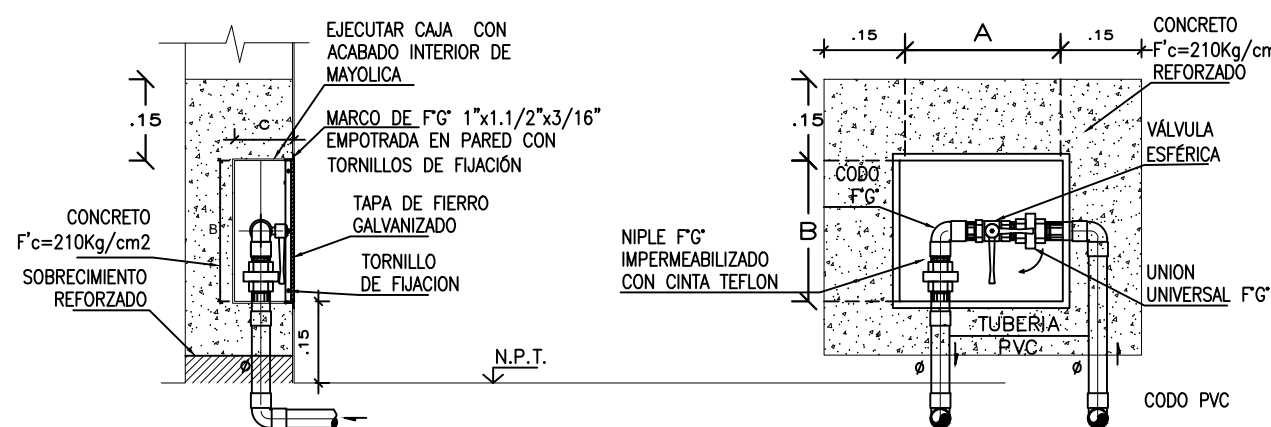 EJECUTAR CAJA CON
ACABADO INTERIOR DE
MAYOLICA
.15
C
MARCO DE F°G° 1"x1.1/2"x3/16"
EMPOTRADA EN PARED CON
TORNILLOS DE FIJACIÓN
TAPA DE FIERRO
GALVANIZADO
B
CONCRETO
F'c=210Kg/cm2
SOBRECIMIENTO
REFORZADO
TORNILLO
DE FIJACION
.15
Ø
N.P.T.
.15
A
.15
CONCRETO
F'c=210Kg/cm
REFORZADO
.15
VÁLVULA
ESFÉRICA
CODO
F°G°
B
NIPLE F°G°
IMPERMEABILIZADO
CON CINTA TEFLON
UNION
UNIVERSAL F°G°
TUBERIA
PVC
Ø
Ø
CODO PVC